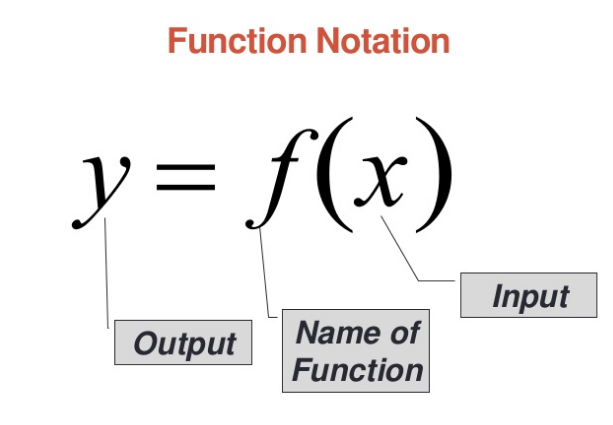 Function Notation
y = f(x)
Input
Output
Name of
Function